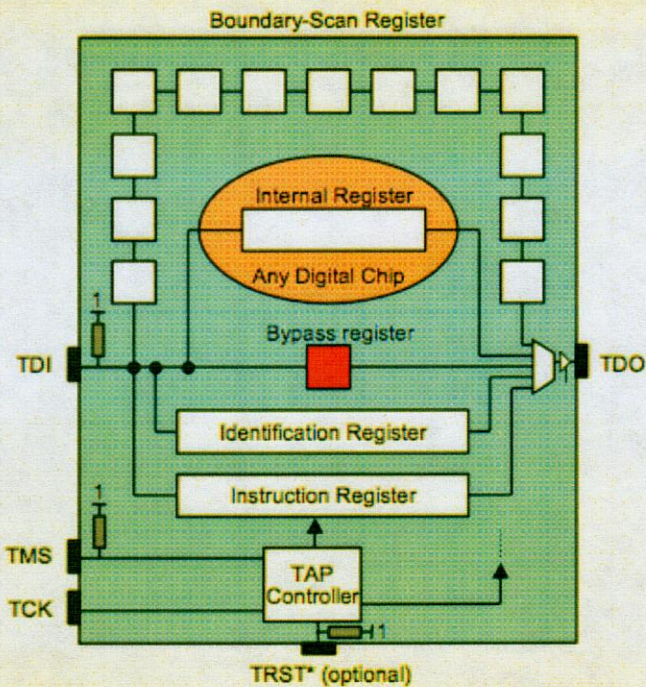 Boundary-Scan Register
Internal Register
Any Digital Chip
1
Bypass register
TDI
TDO
Identification Register
1
Instruction Register
TMS
TAP
Controller
TCK
1
TRST* (optional)